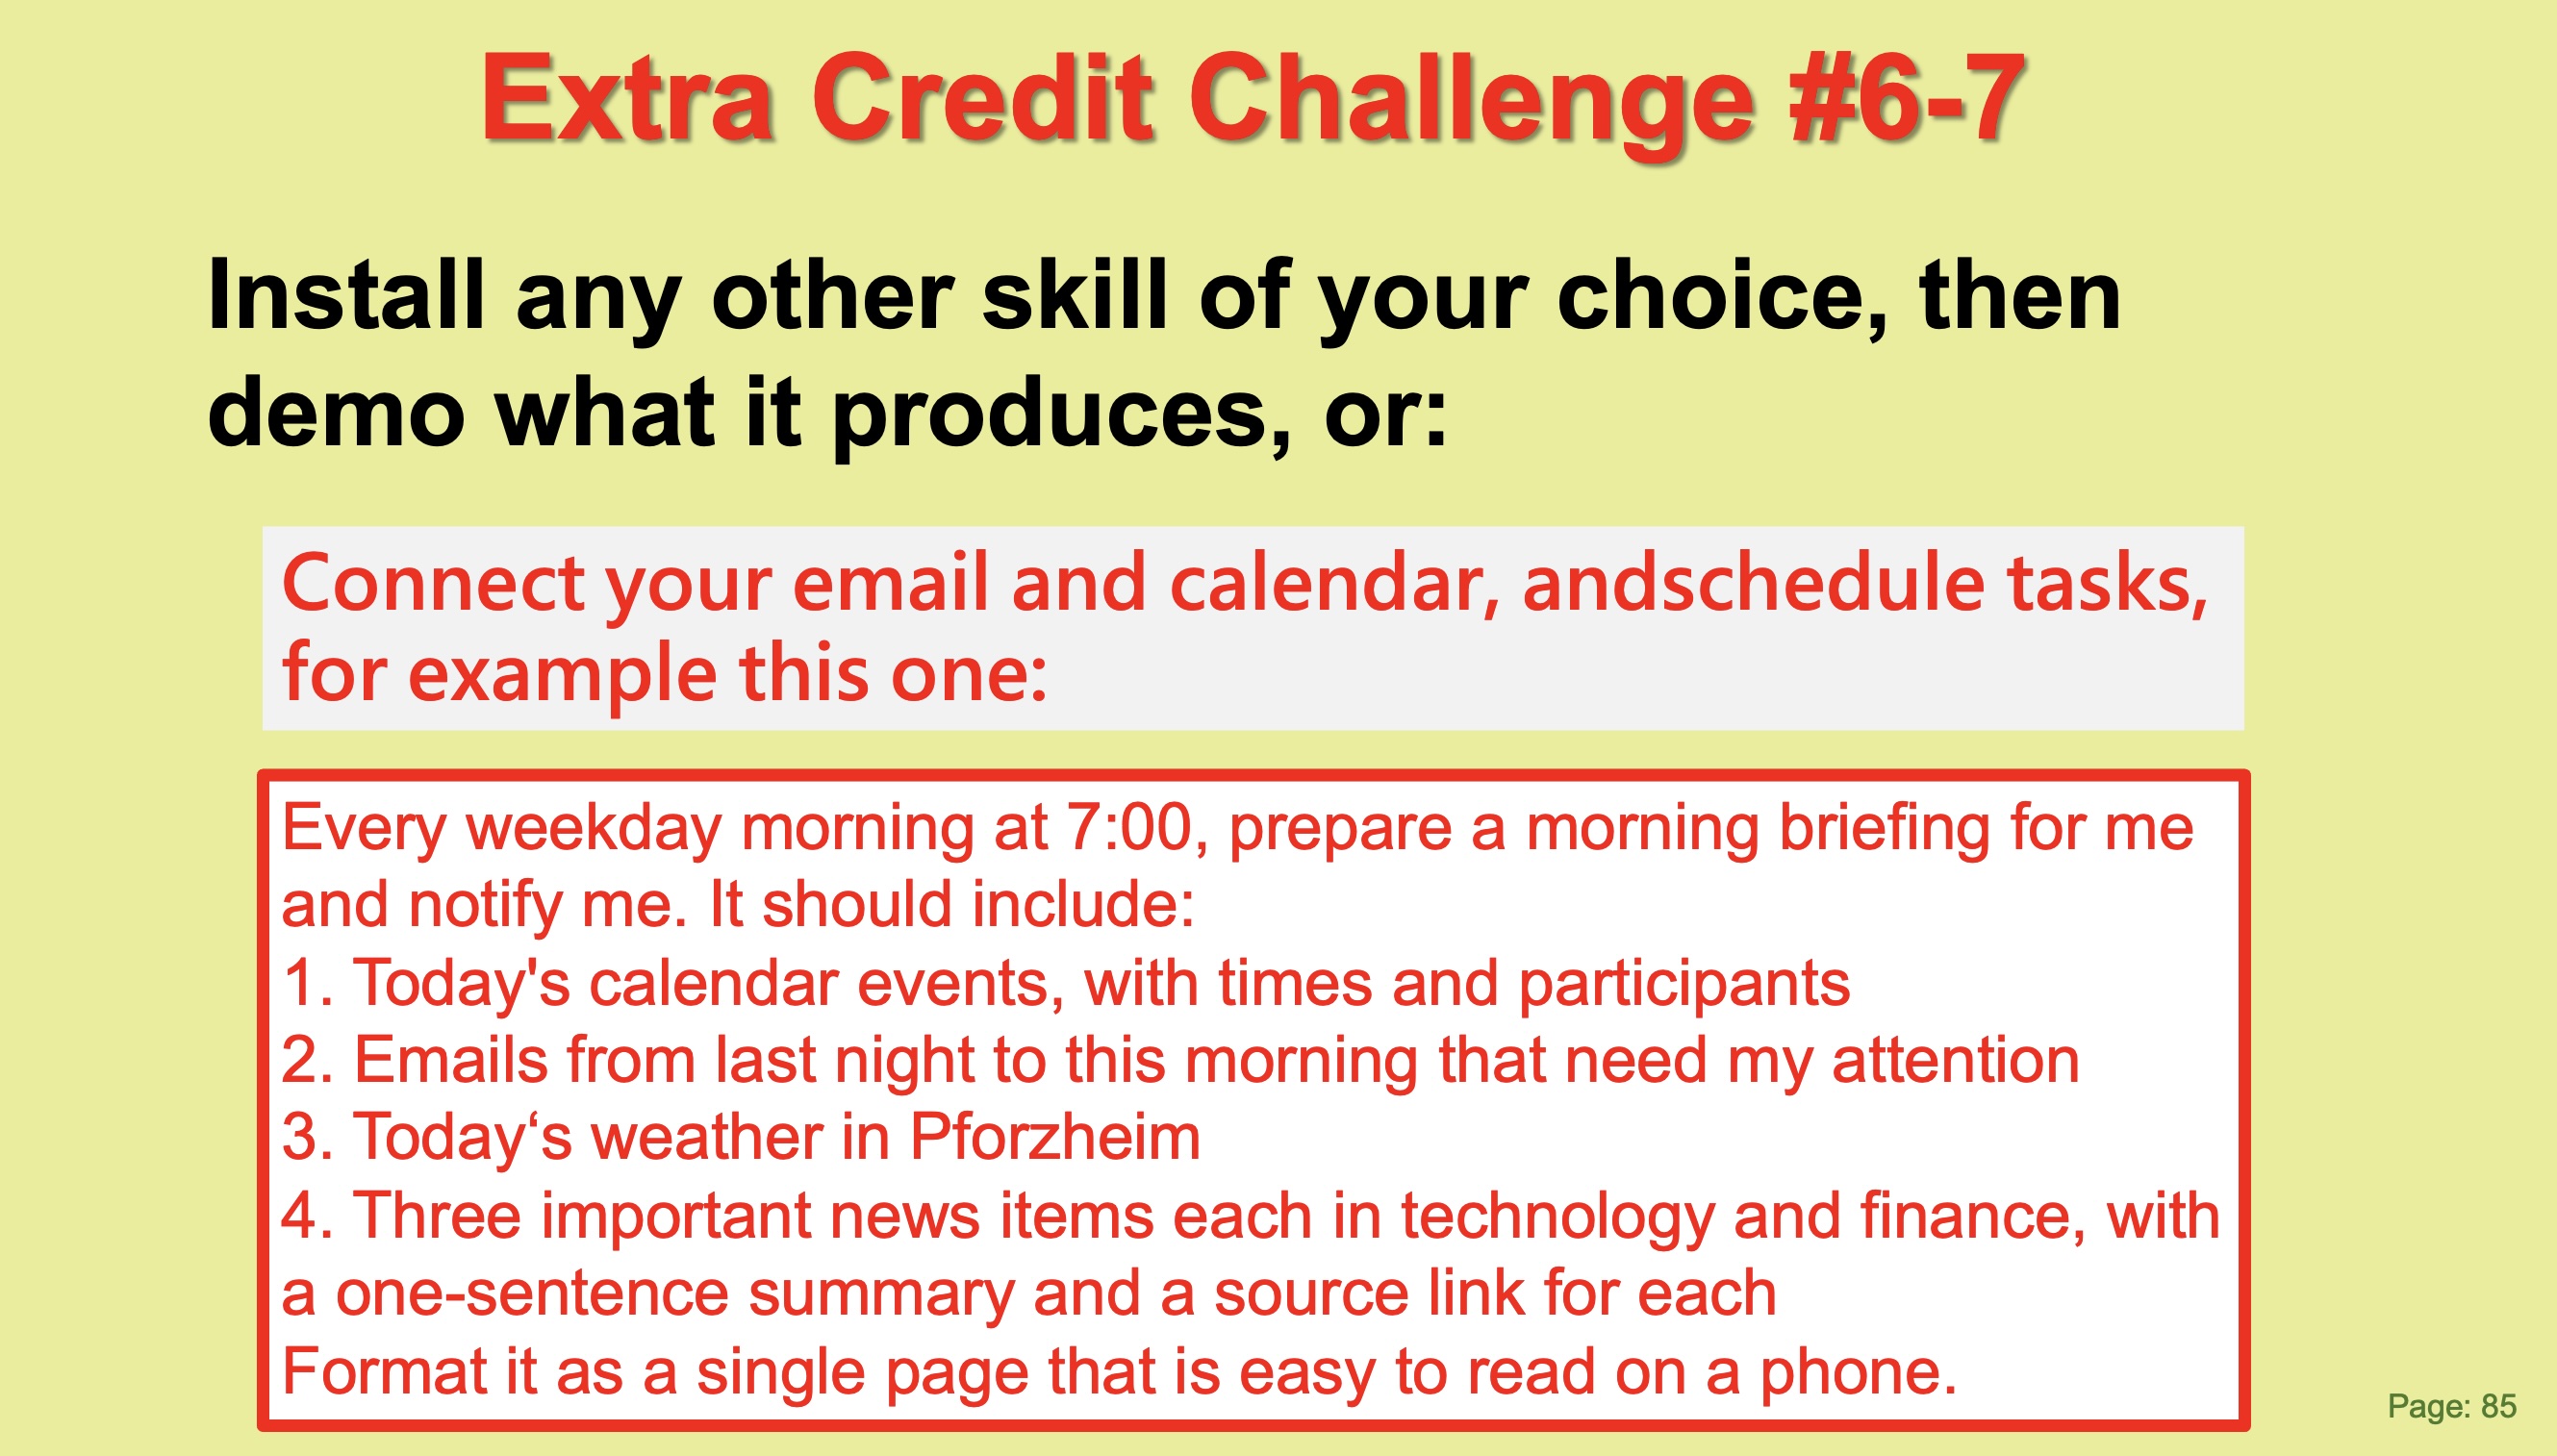 Extra Credit Challenge #6-7
Install any other skill of your choice, then
demo what it produces, or:
Connect your email and calendar, andschedule tasks,
for example this one:
Every weekday morning at 7:00, prepare a morning briefing for me
and notify me. It should include:
1. Today's calendar events, with times and participants
2. Emails from last night to this morning that need my attention
3. Today‘s weather in Pforzheim
4. Three important news items each in technology and finance, with
a one-sentence summary and a source link for each
Format it as a single page that is easy to read on a phone.
Page: 85